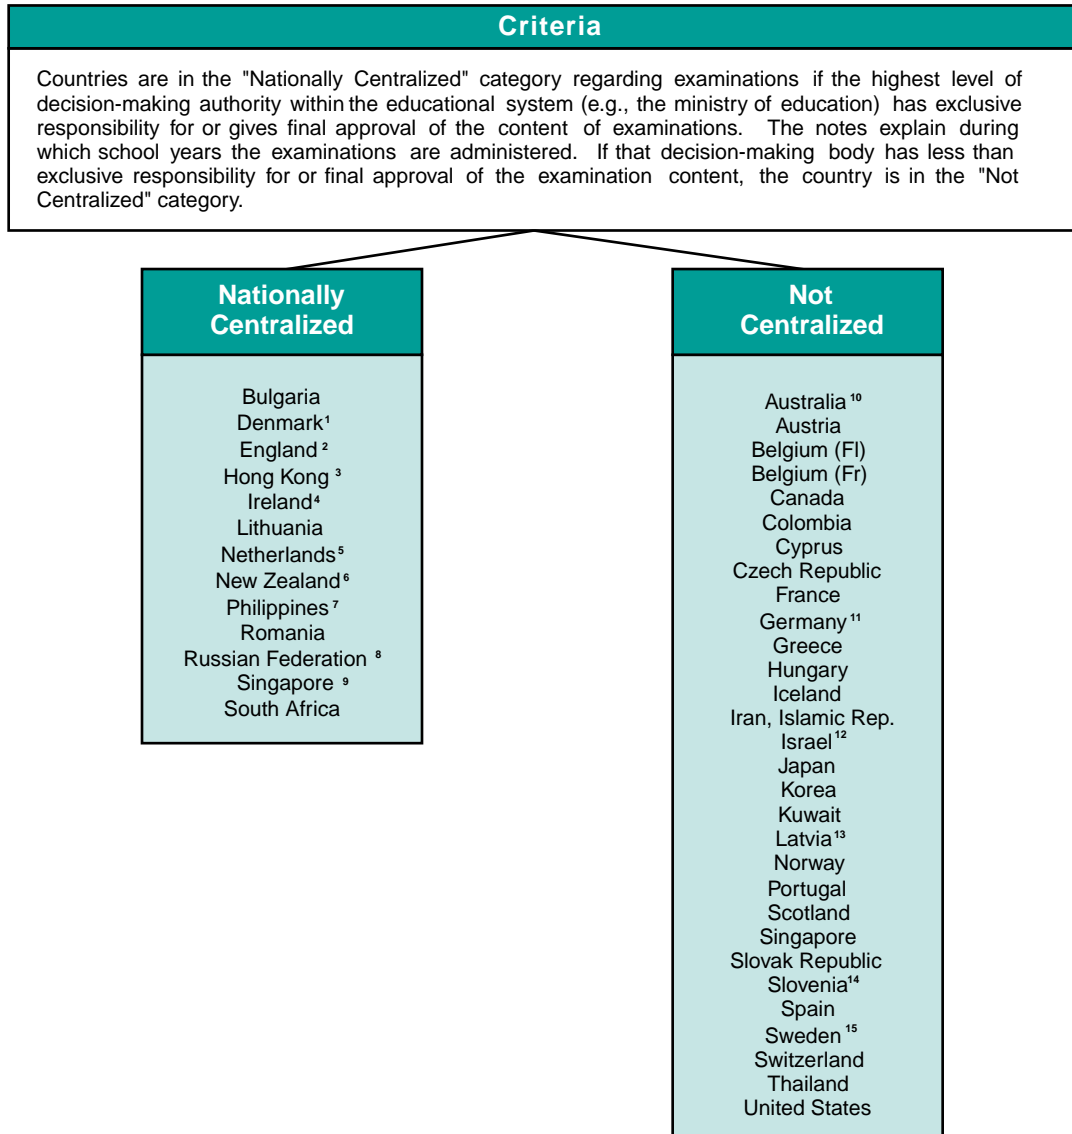 Criteria
Countries are in the "Nationally Centralized" category regarding examinations if the highest level of
decision-making authority within the educational system (e.g., the ministry of education) has exclusive
responsibility for or gives final approval of the content of examinations. The notes explain during
which school years the examinations are administered. If that decision-making body has less than
exclusive responsibility for or final approval of the examination content, the country is in the "Not
Centralized" category.
Nationally
Centralized
Bulgaria
Denmark¹
England ²
Hong Kong ³
Ireland⁴
Lithuania
Netherlands⁵
New Zealand⁶
Philippines⁷
Romania
Russian Federation ⁸
Singapore ⁹
South Africa
Not
Centralized
Australia ¹⁰
Austria
Belgium (Fl)
Belgium (Fr)
Canada
Colombia
Cyprus
Czech Republic
France
Germany ¹¹
Greece
Hungary
Iceland
Iran, Islamic Rep.
Israel ¹²
Japan
Korea
Kuwait
Latvia ¹³
Norway
Portugal
Scotland
Singapore
Slovak Republic
Slovenia¹⁴
Spain
Sweden ¹⁵
Switzerland
Thailand
United States